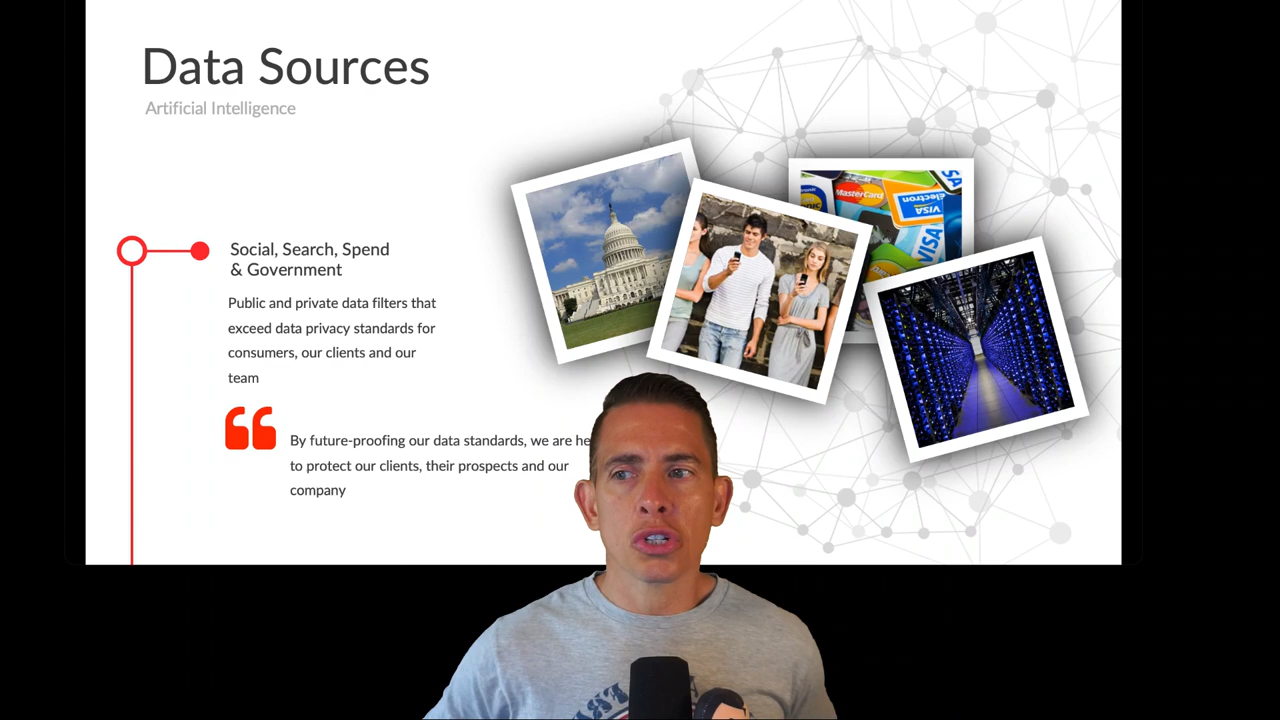 Data Sources
Artificial Intelligence
Social, Search, Spend
& Government
Public and private data filters that
exceed data privacy standards for
consumers, our clients and our
team
By future-proofing our data standards, we are
to protect our clients, their prospects and our
company
MasterCard
VISA
Electron
VISA
VISA